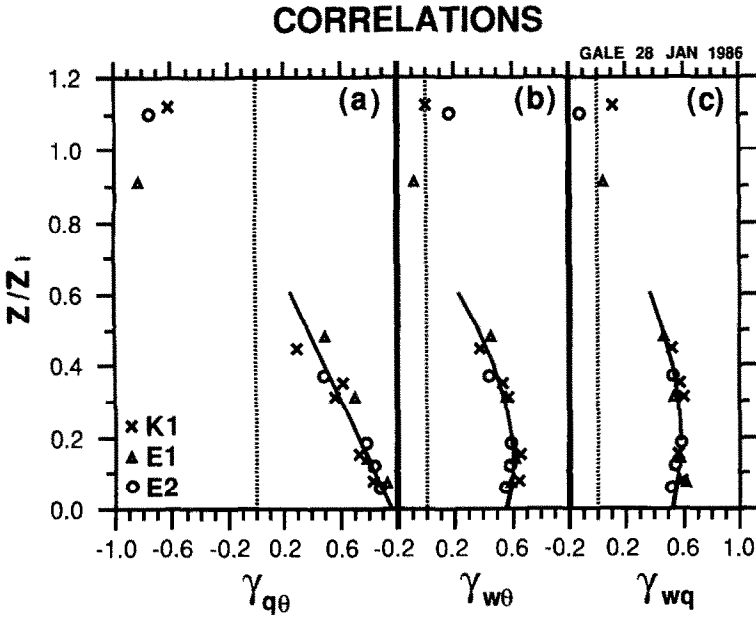 CORRELATIONS
GALE 28 JAN 1986
1.2
(a)
(b)
(c)
1.0
0.8
Z/Z₁
0.6
0.4
× K1
0.2
▲ E1
o E2
0.0
-1.0 -0.6 -0.2 0.2 0.6 -0.2 0.2 0.6 -0.2 0.2 0.6 1.0
γqθ γwθ γwq